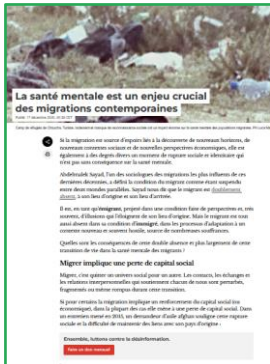 La santé mentale est un enjeu crucial
des migrations contemporaines
Si la migration est source d'espoirs liés à la découverte de nouveaux horizons, de
nouveaux contextes sociaux et de nouvelles perspectives économiques, elle est
également à des degrés divers un moment de rupture sociale et identitaire qui
n'est pas sans conséquence sur la santé mentale.
Abdelmalek Sayad, l'un des sociologues des migrations les plus influents de ces
dernières décennies, a défini la condition du migrant comme étant suspendu
entre deux mondes parallèles. Sayad nous dit que le migrant est doublement
absent, à son lieu d'origine et son lieu d'arrivée.
Il est, en tant qu'émigré, projeté dans une condition faite de perspectives et, très
souvent, d'illusions qui l'éloignent de son lieu d'origine. Mais le migrant est tout
aussi absent dans sa condition d'immigré, dans les processus d'adaptation à un
contexte nouveau et souvent hostile, source de nombreuses souffrances.
Quelles sont les conséquences de cette double absence et plus largement de cette
transition de vie dans la santé mentale des migrants ?
Migrer implique une perte de capital social
Migrer, c'est quitter un univers social pour un autre. Les contacts, les échanges et
les relations interpersonnelles qui soutiennent chacun de nous sont perturbés,
fragmentés ou même rompus durant cette transition.
Si pour certains la migration implique un renforcement du capital social (ou
économique), dans la plupart des cas elle mène à une perte de capital social. Dans
un entretien mené en 2015, un demandeur d'asile afghan souligne cette rupture
sociale et la difficulté de maintenir des liens avec son pays d'origine :
Ensemble, luttons contre la désinformation.
Faire un don mensuel